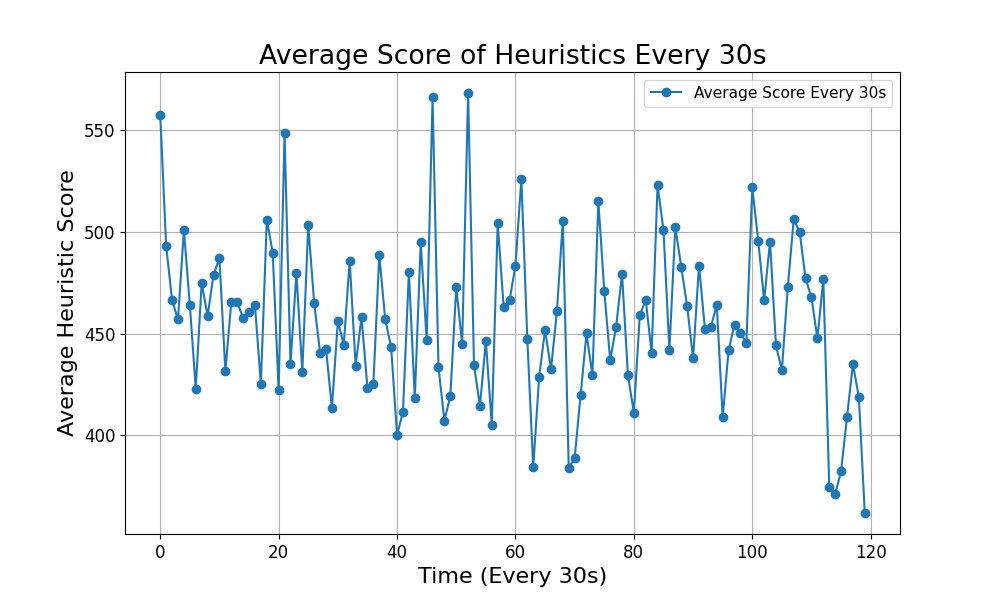 Average Score of Heuristics Every 30s
Average Score Every 30s
Average Heuristic Score
550
500
450
400
0 20 40 60 80 100 120
Time (Every 30s)